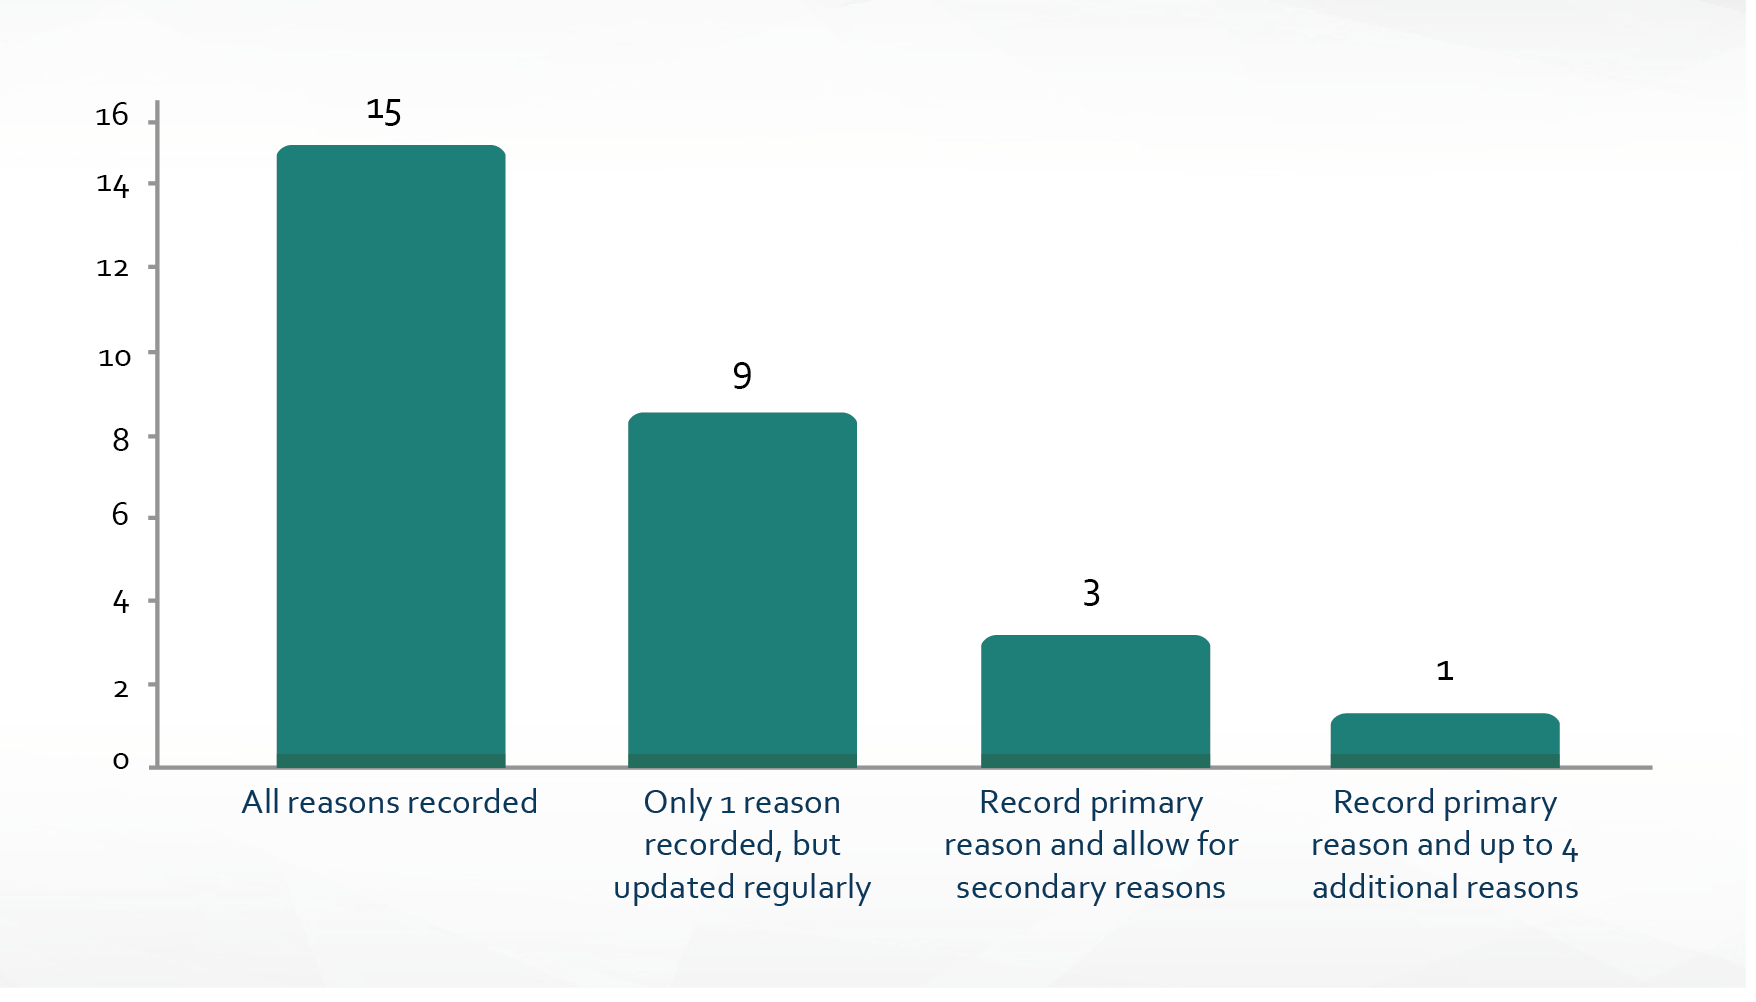 16
14
12
10
8
6
4
2
0
15
9
3
1
All reasons recorded
Only 1 reason
recorded, but
updated regularly
Record primary
reason and allow for
secondary reasons
Record primary
reason and up to 4
additional reasons